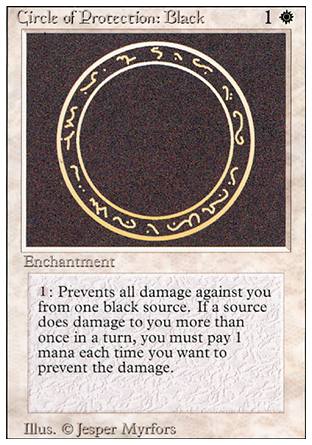 Circle of Protection: Black 1
Enchantment
1: Prevents all damage against you
from one black source. If a source
does damage to you more than
once in a turn, you must pay 1
mana each time you want to
prevent the damage.
Illus. © Jesper Myrfors